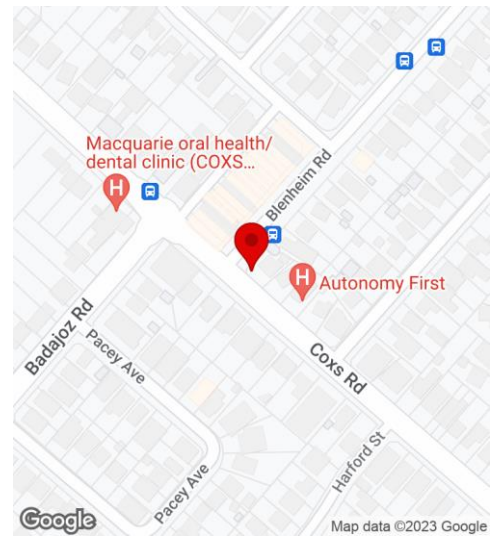 Macquarie oral health/
dental clinic (COXS...
H
Blenheim Rd
H
Autonomy First
Badajoz Rd
Pacey Ave
Coxs Rd
Harford St
Pacey Ave
Google
Map data ©2023 Google